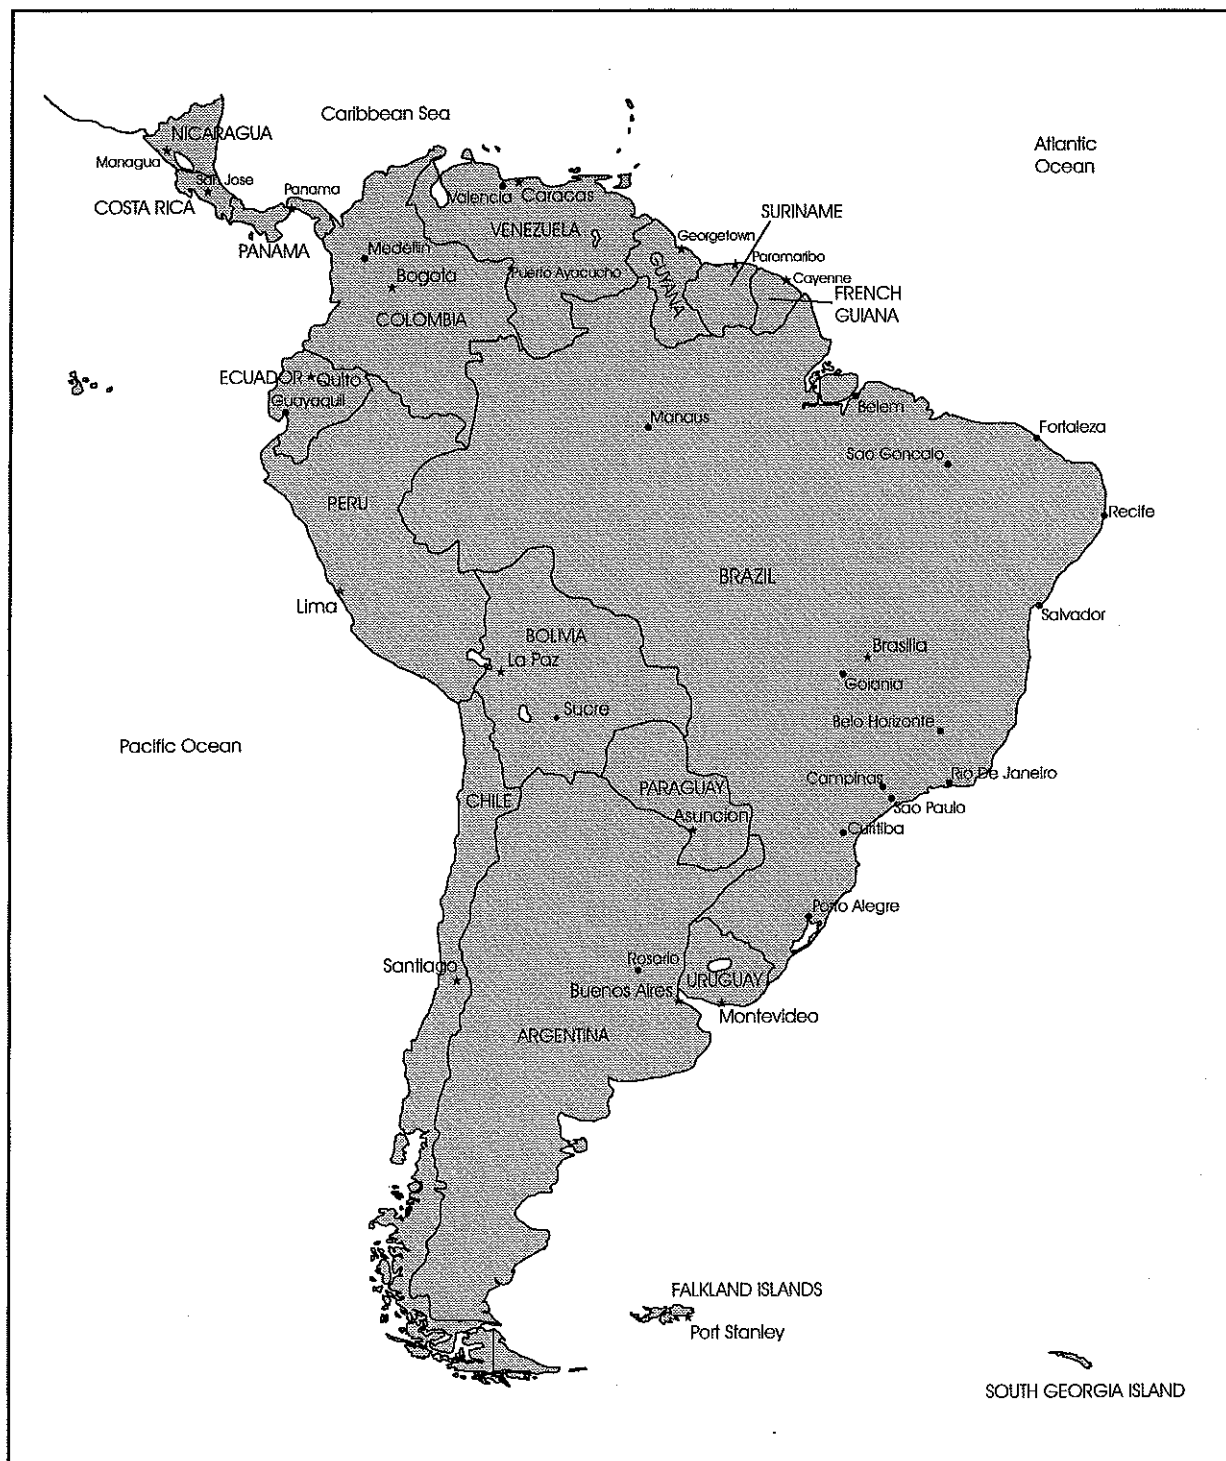 Caribbean Sea
Atlantic
Ocean
NICARAGUA
Managua
San Jose
Panama
COSTA RICA
PANAMA
Valencia
Caracas
VENEZUELA
SURINAME
Georgetown
Medellin
Bogota
Puerto Ayacucho
GUYANA
Paramaribo
Cayenne
FRENCH
GUIANA
COLOMBIA
ECUADOR
Quito
Guayaquil
Belem
Manaus
Fortaleza
Sao Goncalo
PERU
Recife
BRAZIL
Lima
Salvador
BOLIVIA
Brasilia
La Paz
Goiania
Sucre
Belo Horizonte
Pacific Ocean
Rio De Janeiro
Campinas
PARAGUAY
CHILE
Sao Paulo
Asuncion
Curitiba
Porto Alegre
Rosario
Santiago
URUGUAY
Buenos Aires
Montevideo
ARGENTINA
FALKLAND ISLANDS
Port Stanley
SOUTH GEORGIA ISLAND